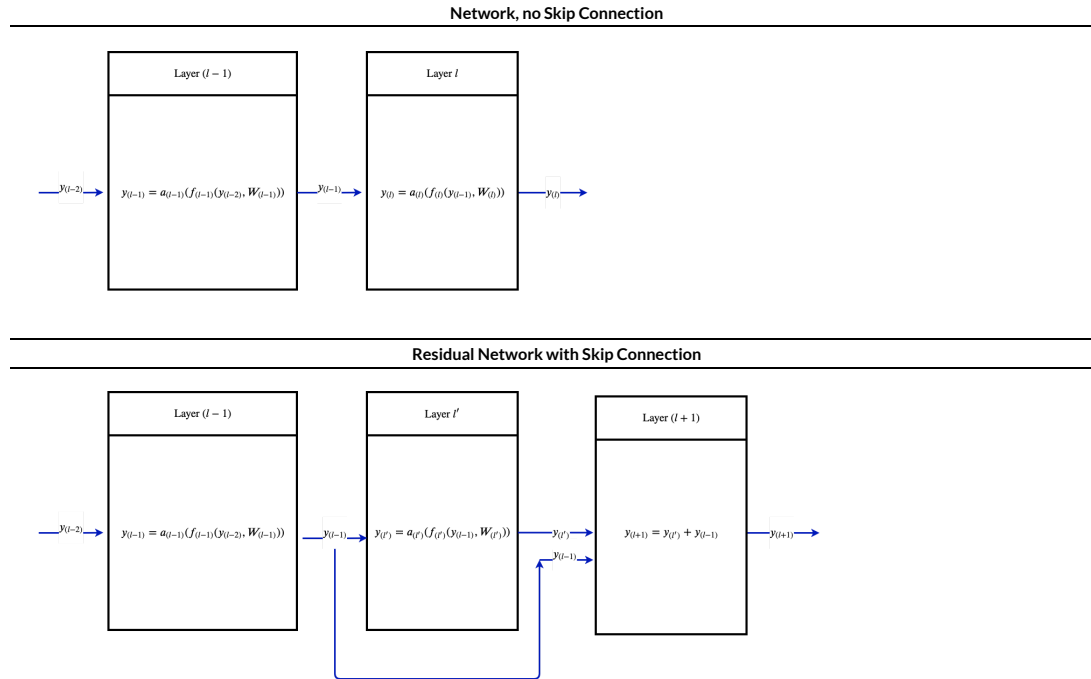 Network, no Skip Connection
Layer (l − 1)
Layer l
y(l−2)
y(l−1) = a(l−1)(f(l−1)(y(l−2), W(l−1)))
y(l−1)
y(l) = a(l)(f(l)(y(l−1), W(l)))
y(l)
Residual Network with Skip Connection
Layer (l − 1)
Layer l′
Layer (l + 1)
y(l−2)
y(l−1) = a(l−1)(f(l−1)(y(l−2), W(l−1)))
y(l−1)
y(l′) = a(l′)(f(l′)(y(l−1), W(l′)))
y(l′)
y(l+1) = y(l′) + y(l−1)
y(l+1)
y(l−1)